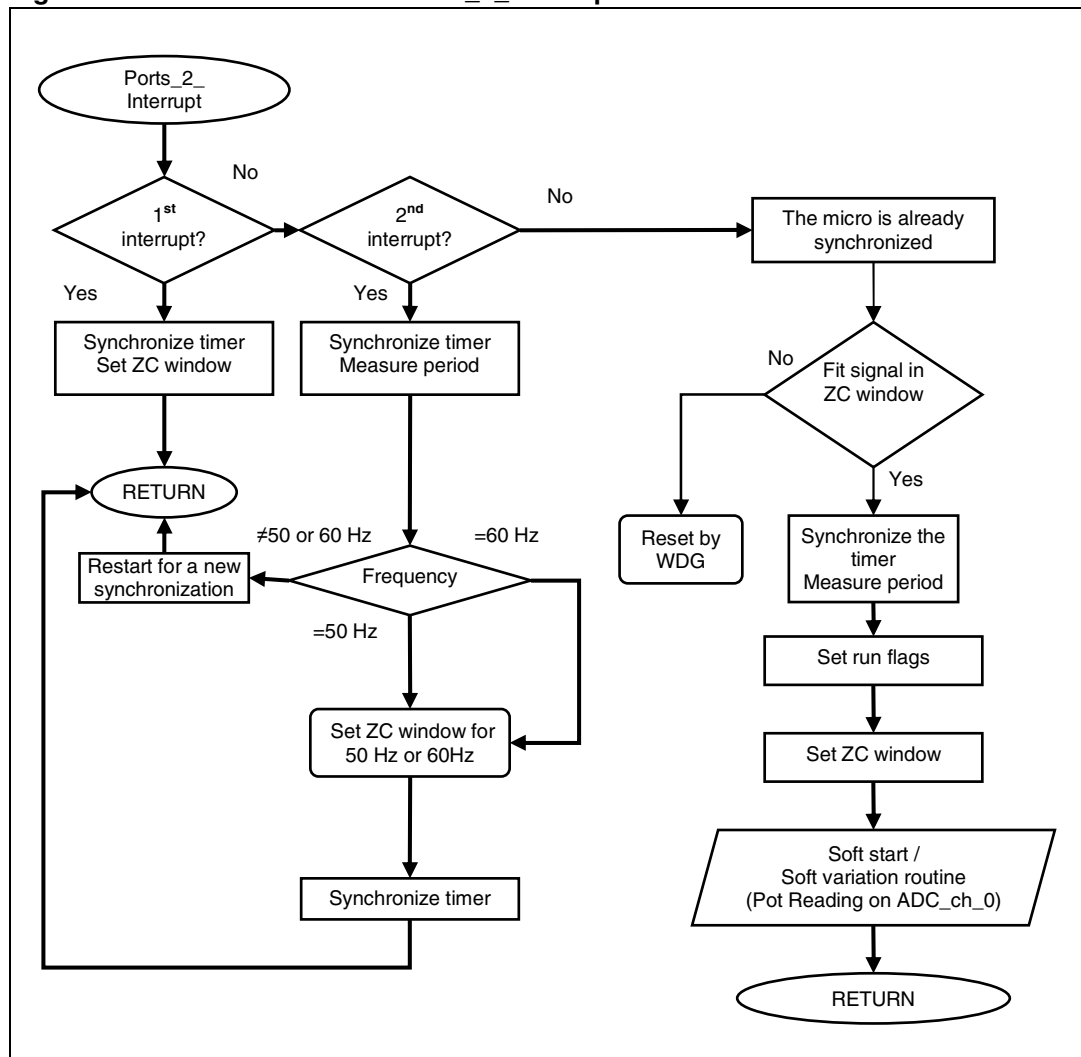 Ports_2_
Interrupt
No
1st
interrupt?
2nd
interrupt?
No
The micro is already
synchronized
Yes
Yes
Synchronize timer
Set ZC window
Synchronize timer
Measure period
No
Fit signal in
ZC window
Yes
RETURN
≠50 or 60 Hz
=60 Hz
Restart for a new
synchronization
Frequency
=50 Hz
Reset by
WDG
Synchronize the
timer
Measure period
Set run flags
Set ZC window for
50 Hz or 60Hz
Set ZC window
Synchronize timer
Soft start /
Soft variation routine
(Pot Reading on ADC_ch_0)
RETURN